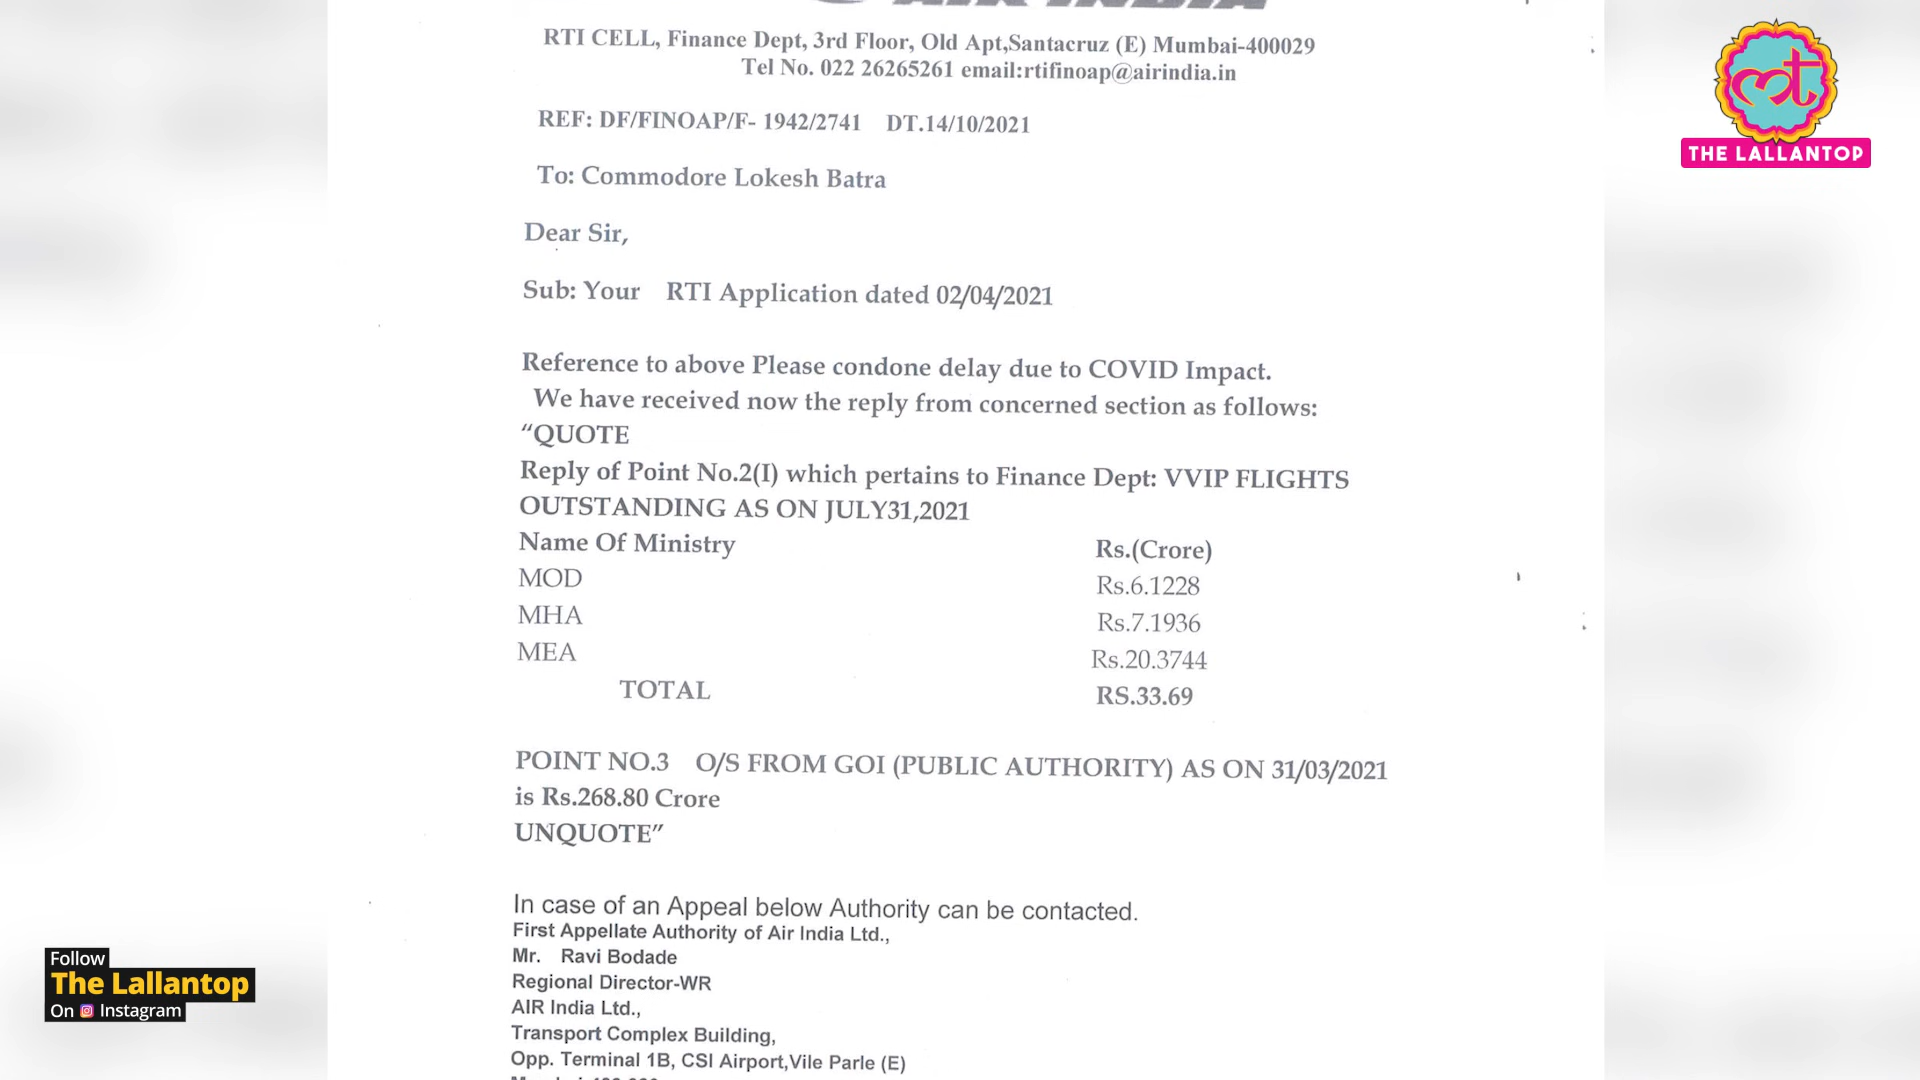 AIR INDIA
RTI CELL, Finance Dept, 3rd Floor, Old Apt,Santacruz (E) Mumbai-400029
Tel No. 022 26265261 email:rtifinoap@airindia.in
REF: DF/FINOAP/F- 1942/2741 DT.14/10/2021
To: Commodore Lokesh Batra
Dear Sir,
Sub: Your RTI Application dated 02/04/2021
Reference to above Please condone delay due to COVID Impact.
We have received now the reply from concerned section as follows:
“QUOTE
Reply of Point No.2(I) which pertains to Finance Dept: VVIP FLIGHTS
OUTSTANDING AS ON JULY31,2021
Name Of Ministry Rs.(Crore)
MOD Rs.6.1228
MHA Rs.7.1936
MEA Rs.20.3744
TOTAL RS.33.69
POINT NO.3 O/S FROM GOI (PUBLIC AUTHORITY) AS ON 31/03/2021
is Rs.268.80 Crore
UNQUOTE”
In case of an Appeal below Authority can be contacted.
First Appellate Authority of Air India Ltd.,
Mr. Ravi Bodade
Regional Director-WR
AIR India Ltd.,
Transport Complex Building,
Opp. Terminal 1B, CSI Airport,Vile Parle (E)
THE LALLANTOP
Follow
The Lallantop
On Instagram